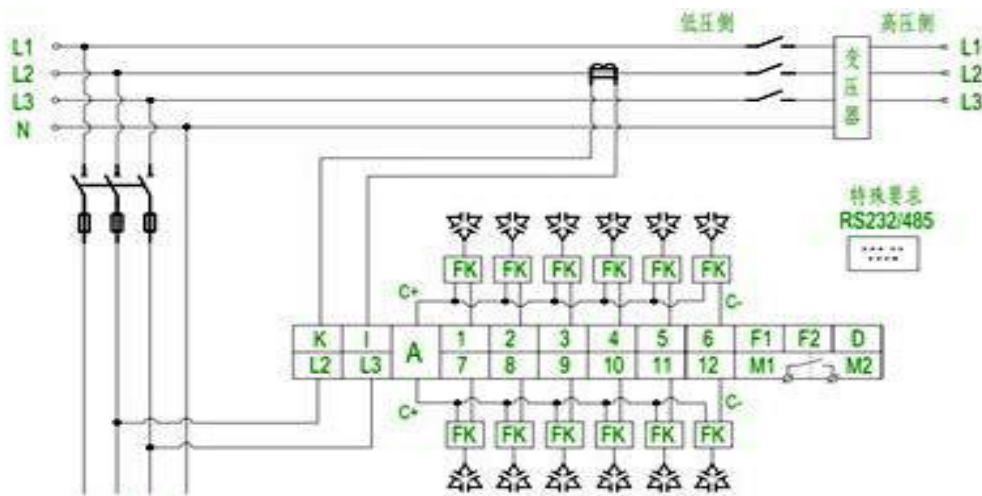 低压侧 高压侧
L1 L1
L2 L2
L3 L3
N
变压器
特殊要求
RS232/485
FK FK FK FK FK FK
C+ C-
K I A 1 2 3 4 5 6 F1 F2 D
L2 L3 7 8 9 10 11 12 M1 M2
C+ C-
FK FK FK FK FK FK